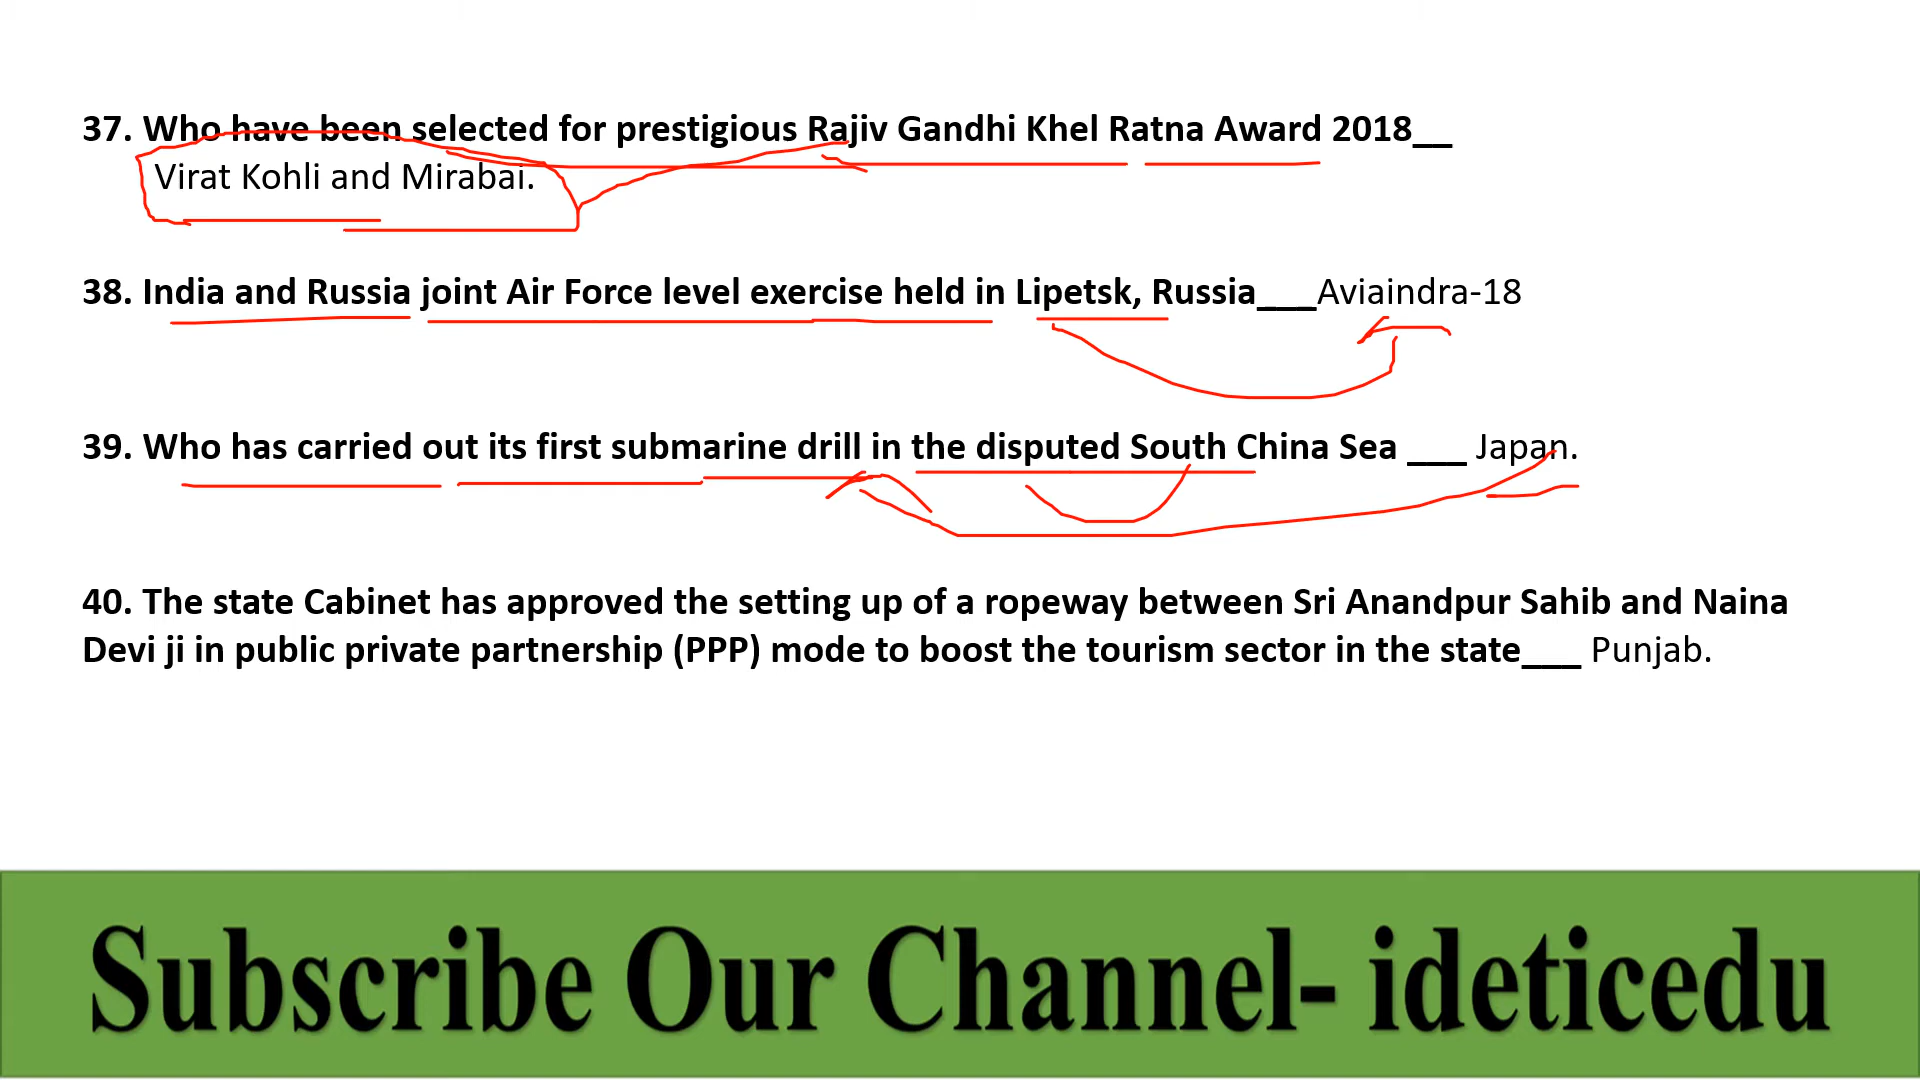 37. Who have been selected for prestigious Rajiv Gandhi Khel Ratna Award 2018__
Virat Kohli and Mirabai.
38. India and Russia joint Air Force level exercise held in Lipetsk, Russia___Aviaindra-18
39. Who has carried out its first submarine drill in the disputed South China Sea ___ Japan.
40. The state Cabinet has approved the setting up of a ropeway between Sri Anandpur Sahib and Naina
Devi ji in public private partnership (PPP) mode to boost the tourism sector in the state___ Punjab.
Subscribe Our Channel- ideticedu